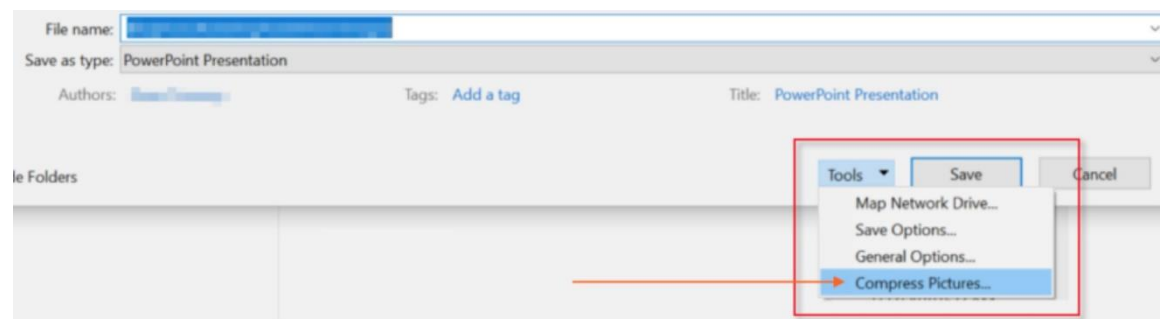 File name:
Save as type: PowerPoint Presentation
Authors: Tags: Add a tag Title: PowerPoint Presentation
le Folders Tools Save Cancel
Map Network Drive...
Save Options...
General Options...
Compress Pictures...